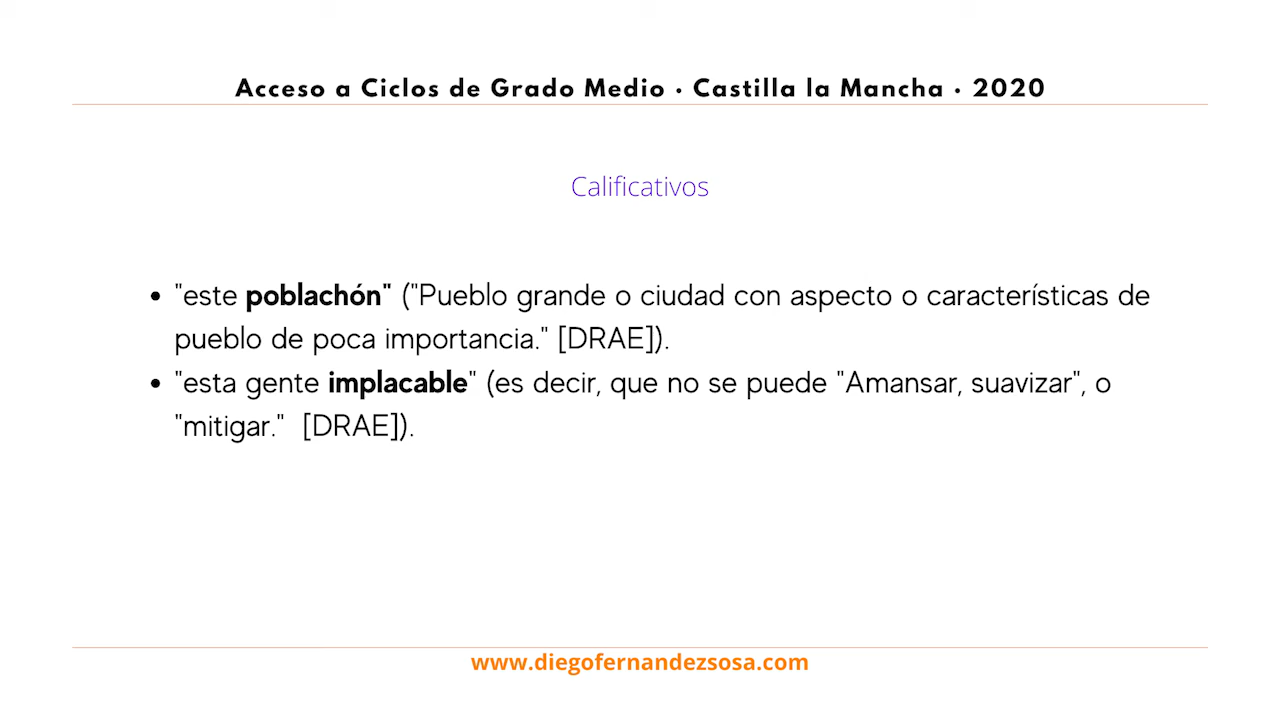 Acceso a Ciclos de Grado Medio · Castilla la Mancha · 2020
Calificativos
• "este poblachón" ("Pueblo grande o ciudad con aspecto o características de
pueblo de poca importancia." [DRAE]).
• "esta gente implacable" (es decir, que no se puede "Amansar, suavizar", o
"mitigar."  [DRAE]).
www.diegofernandezsosa.com